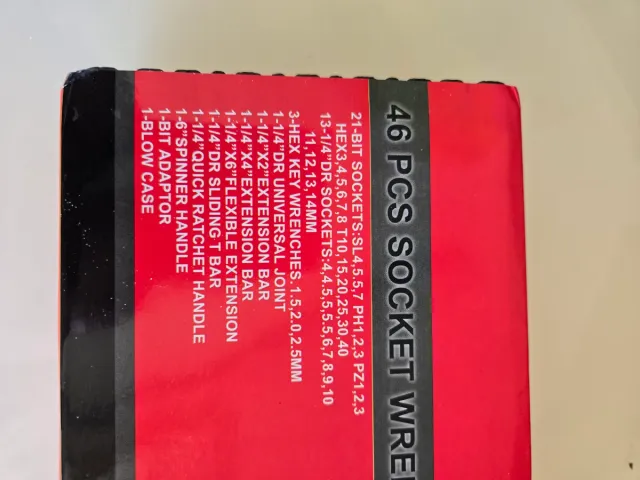 46 PCS SOCKET WRE
21-BIT SOCKETS:SL4,5.5,7 PH1,2,3 PZ1,2,3
HEX3,4,5,6,7,8 T10,15,20,25,30,40
13-1/4"DR SOCKETS:4,4.5,5,5.5,6,7,8,9,10
11,12,13,14MM
3-HEX KEY WRENCHES:1.5,2.0,2.5MM
1-1/4"DR UNIVERSAL JOINT
1-1/4"X2"EXTENSION BAR
1-1/4"X4"EXTENSION BAR
1-1/4"X6"FLEXIBLE EXTENSION
1-1/4"DR SLIDING-T BAR
1-1/4"QUICK RATCHET HANDLE
1-6"SPINNER HANDLE
1-BIT ADAPTOR
1-BLOW CASE